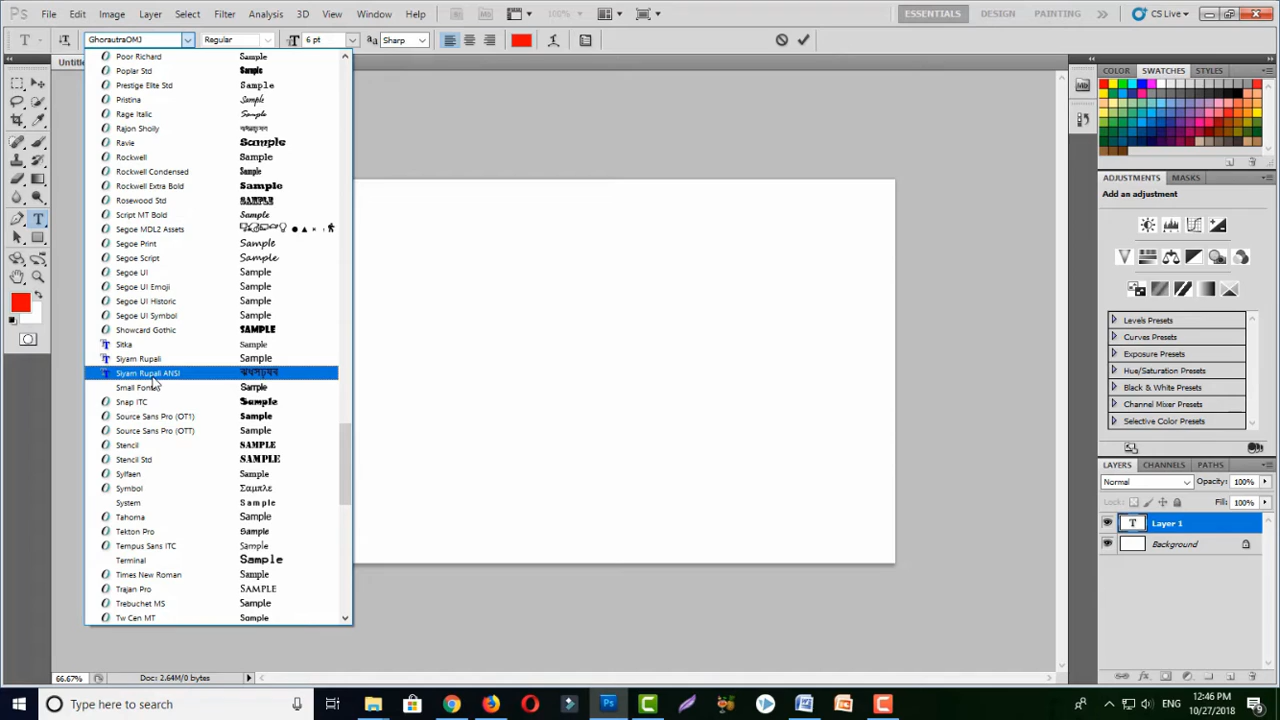 Ps File Edit Image Layer Select Filter Analysis 3D View Window Help 100% ESSENTIALS DESIGN PAINTING CS Live
T GhorautraOMJ Regular 6 pt aa Sharp
Untitle
Poor Richard Sample
Poplar Std Sample
Prestige Elite Std Sample
Pristina Sample
Rage Italic Sample
Rajon Shoily
Ravie Sample
Rockwell Sample
Rockwell Condensed Sample
Rockwell Extra Bold Sample
Rosewood Std SAMPLE
Script MT Bold Sample
Segoe MDL2 Assets
Segoe Print Sample
Segoe Script Sample
Segoe UI Sample
Segoe UI Emoji Sample
Segoe UI Historic Sample
Segoe UI Symbol Sample
Showcard Gothic SAMPLE
Sitka Sample
Siyam Rupali Sample
Siyam Rupali ANSI
Small Fonts Sample
Snap ITC Sample
Source Sans Pro (OT1) Sample
Source Sans Pro (OTT) Sample
Stencil SAMPLE
Stencil Std SAMPLE
Sylfaen Sample
Symbol Σαμπλε
System Sample
Tahoma Sample
Tekton Pro Sample
Tempus Sans ITC Sample
Terminal Sample
Times New Roman Sample
Trajan Pro SAMPLE
Trebuchet MS Sample
Tw Cen MT Sample
Mb
COLOR SWATCHES STYLES
ADJUSTMENTS MASKS
Add an adjustment
Levels Presets
Curves Presets
Exposure Presets
Hue/Saturation Presets
Black & White Presets
Channel Mixer Presets
Selective Color Presets
LAYERS CHANNELS PATHS
Normal Opacity: 100%
Lock: Fill: 100%
T Layer 1
Background
66.67% Doc: 2.64M/0 bytes
Type here to search
ENG 12:46 PM
10/27/2018